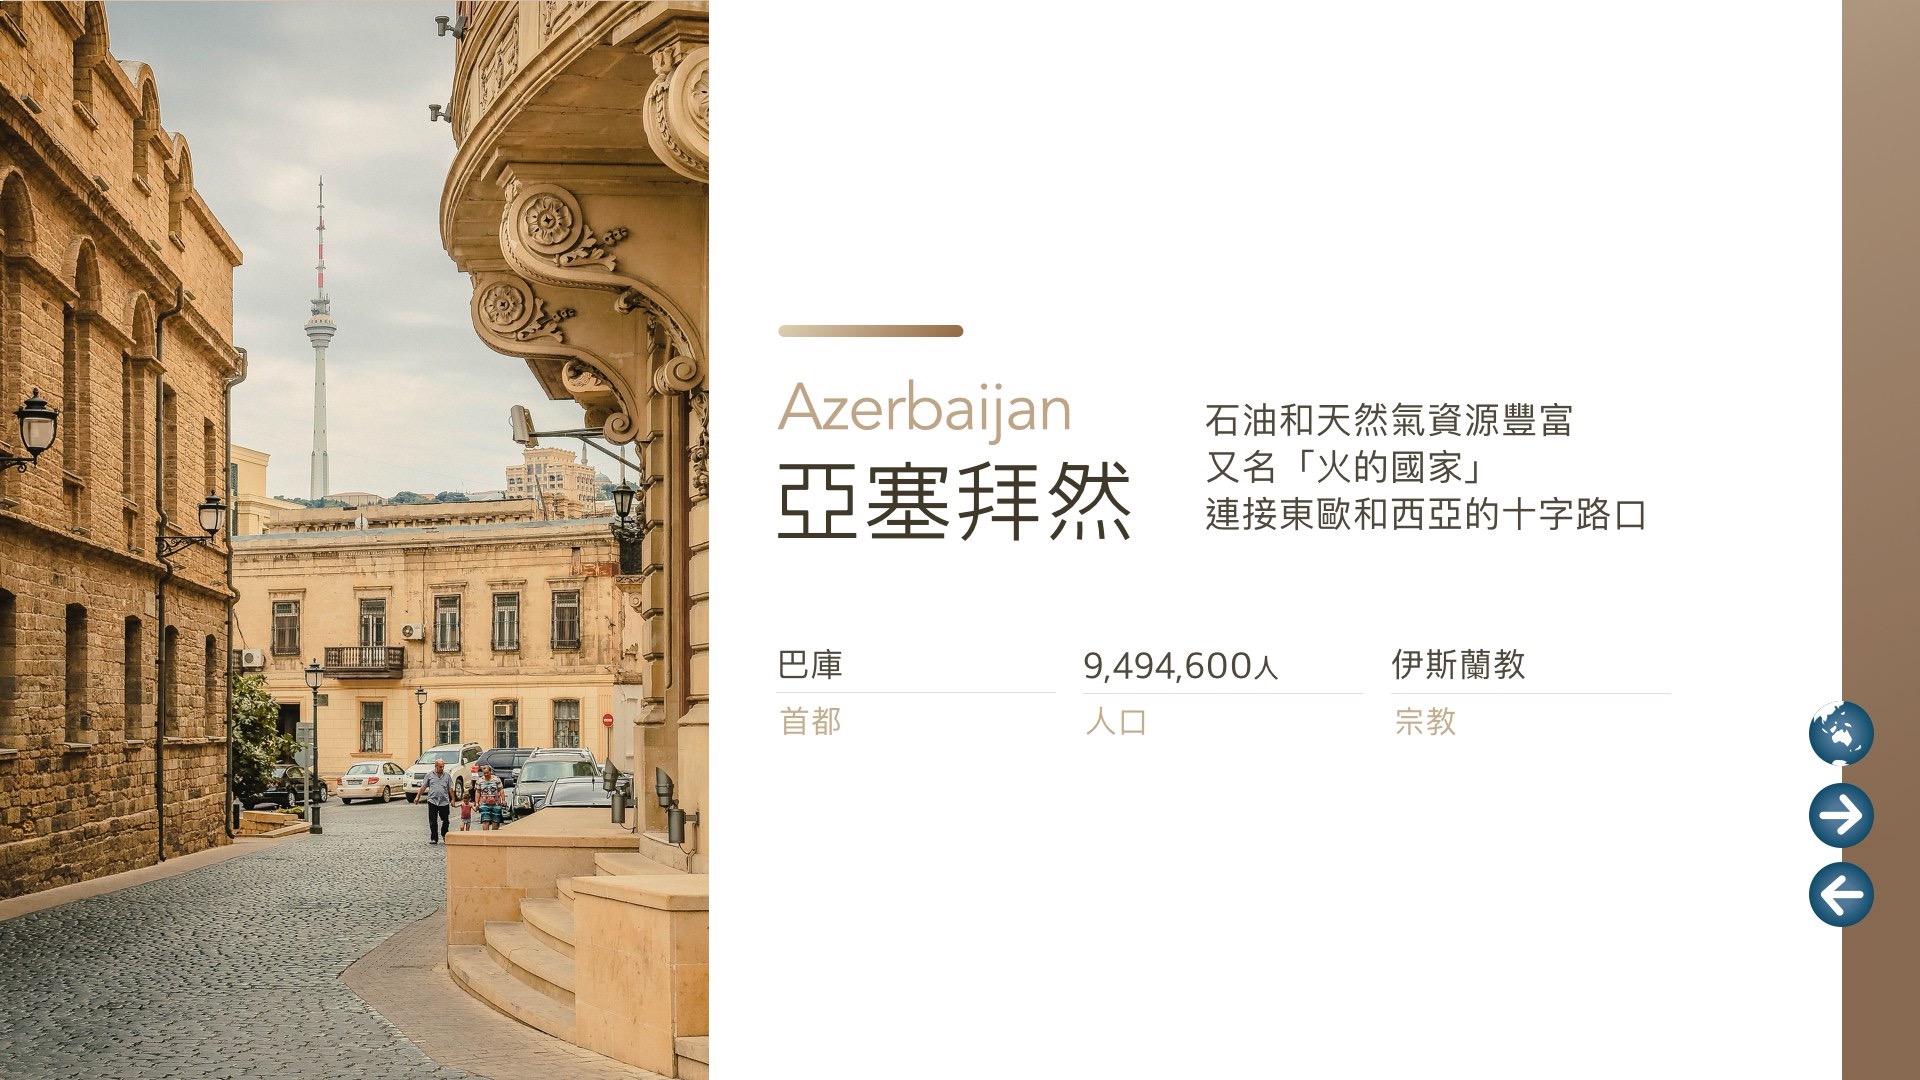 Azerbaijan
亞塞拜然
石油和天然氣資源豐富
又名「火的國家」
連接東歐和西亞的十字路口
巴庫
首都
9,494,600人
人口
伊斯蘭教
宗教